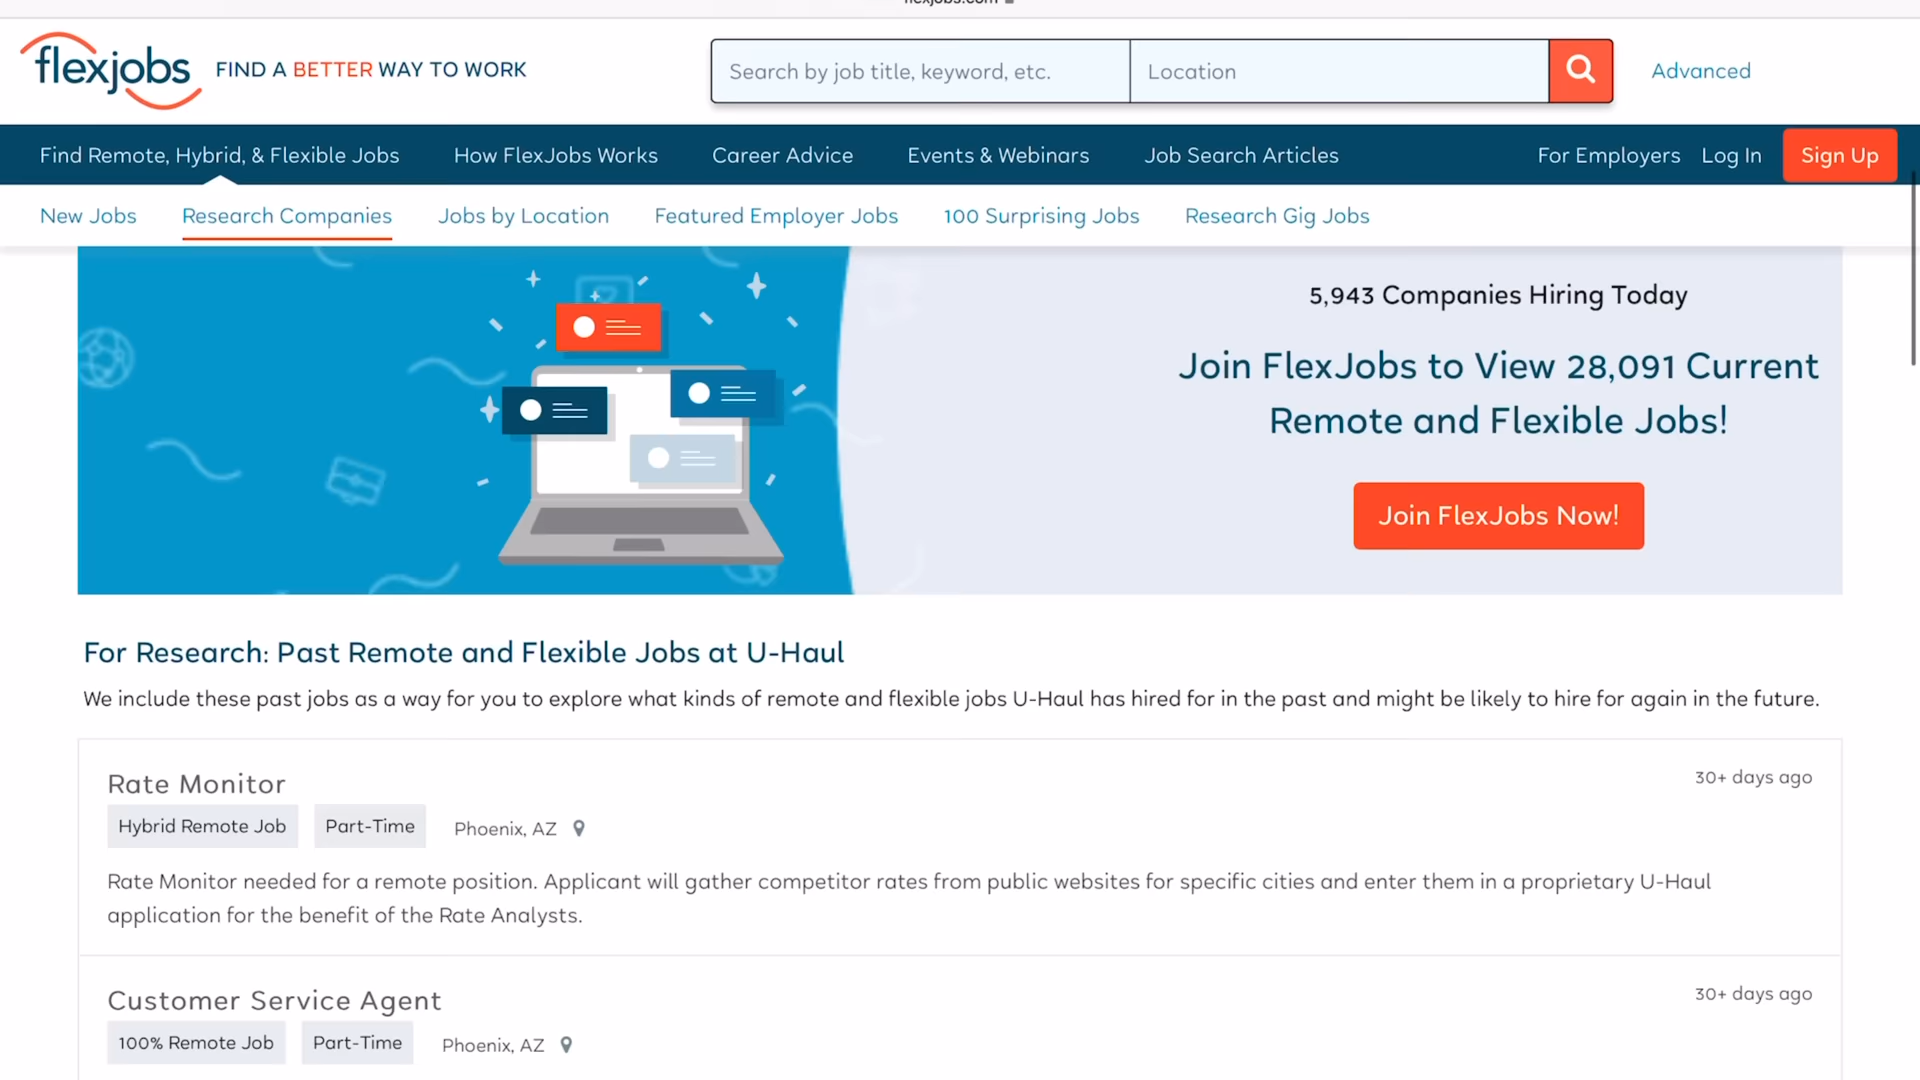 flexjobs.com
flexjobs FIND A BETTER WAY TO WORK
Search by job title, keyword, etc.
Location
Advanced
Find Remote, Hybrid, & Flexible Jobs
How FlexJobs Works
Career Advice
Events & Webinars
Job Search Articles
For Employers
Log In
Sign Up
New Jobs
Research Companies
Jobs by Location
Featured Employer Jobs
100 Surprising Jobs
Research Gig Jobs
5,943 Companies Hiring Today
Join FlexJobs to View 28,091 Current
Remote and Flexible Jobs!
Join FlexJobs Now!
For Research: Past Remote and Flexible Jobs at U-Haul
We include these past jobs as a way for you to explore what kinds of remote and flexible jobs U-Haul has hired for in the past and might be likely to hire for again in the future.
Rate Monitor
30+ days ago
Hybrid Remote Job
Part-Time
Phoenix, AZ
Rate Monitor needed for a remote position. Applicant will gather competitor rates from public websites for specific cities and enter them in a proprietary U-Haul
application for the benefit of the Rate Analysts.
Customer Service Agent
30+ days ago
100% Remote Job
Part-Time
Phoenix, AZ